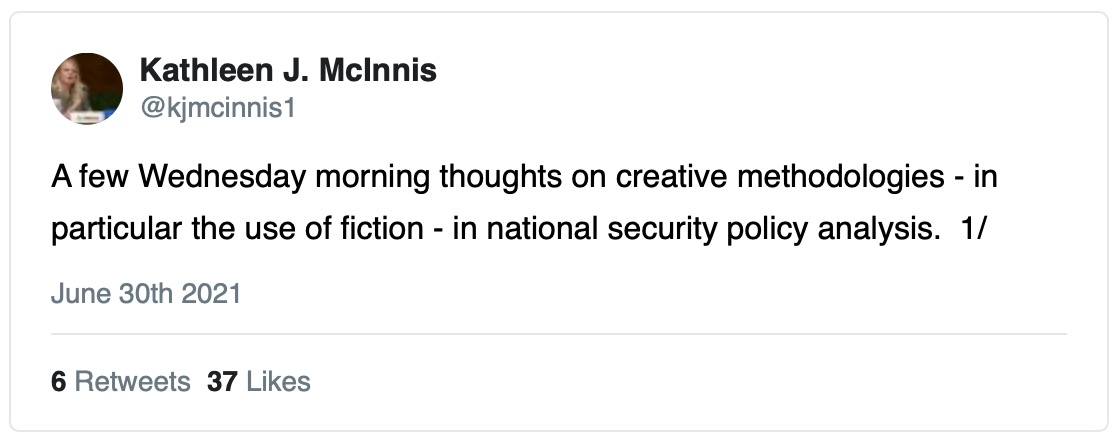 Kathleen J. McInnis
@kjmcinnis1
A few Wednesday morning thoughts on creative methodologies - in
particular the use of fiction - in national security policy analysis.  1/
June 30th 2021
6 Retweets  37 Likes